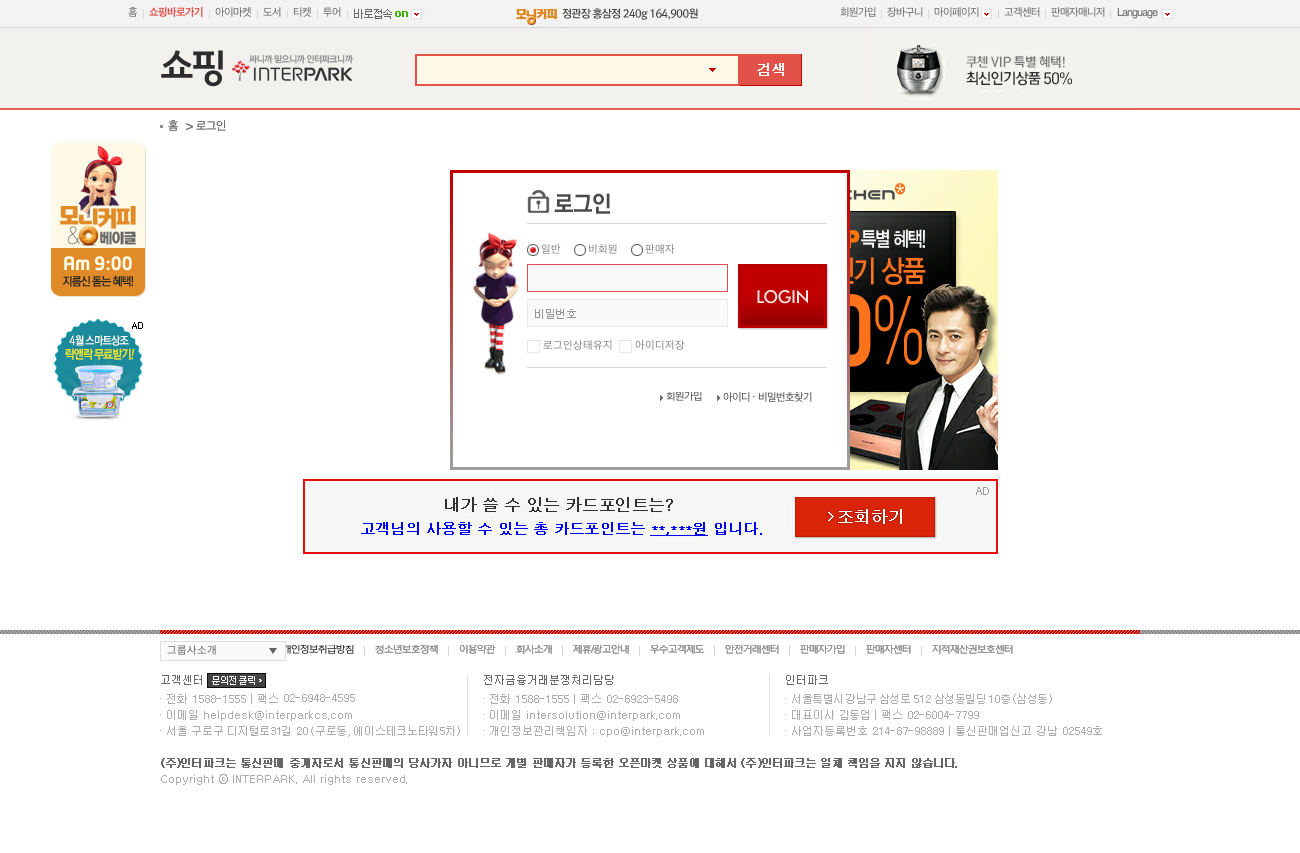 홈 쇼핑바로가기 아이마켓 도서 티켓 투어 바로접속 on 모닝커피 정관장 홍삼정 240g 164,900원 회원가입 장바구니 마이페이지 고객센터 판매자매니저 Language
쇼핑 싸니까 믿으니까 인터파크니까 INTERPARK 검색 쿠첸 VIP 특별 혜택!
최신인기상품 50%
홈 > 로그인
모닝커피
&베이글
Am 9:00
지름신 돋는 혜택!
AD
4월 스마트상조
락앤락 무료받기!
로그인
일반 비회원 판매자
LOGIN
비밀번호
로그인상태유지 아이디저장
회원가입 아이디 · 비밀번호찾기
CHEN
P특별 혜택!
인기 상품
0%
AD
내가 쓸 수 있는 카드포인트는?
고객님의 사용할 수 있는 총 카드포인트는 **,***원 입니다.
> 조회하기
그룹사소개 개인정보취급방침 청소년보호정책 이용약관 회사소개 제휴/광고안내 우수고객제도 안전거래센터 판매자가입 판매자센터 지적재산권보호센터
고객센터 문의전 클릭
· 전화 1588-1555 | 팩스 02-6948-4595
· 이메일 helpdesk@interparkcs.com
· 서울 구로구 디지털로31길 20 (구로동, 에이스테크노타워5차)
전자금융거래분쟁처리담당
· 전화 1588-1555 | 팩스 02-6923-5498
· 이메일 intersolution@interpark.com
· 개인정보관리책임자 : cpo@interpark.com
인터파크
· 서울특별시 강남구 삼성로 512 삼성동빌딩 10층 (삼성동)
· 대표이사 김동업 | 팩스 02-6004-7799
· 사업자등록번호 214-87-98889 | 통신판매업신고 강남 02549호
(주)인터파크는 통신판매 중개자로서 통신판매의 당사가자 아니므로 개별 판매자가 등록한 오픈마켓 상품에 대해서 (주)인터파크는 일체 책임을 지지 않습니다.
Copyright ⓒ INTERPARK, All rights reserved.